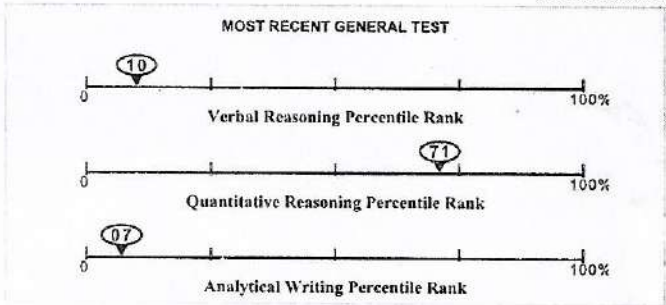 MOST RECENT GENERAL TEST
10
0 100%
Verbal Reasoning Percentile Rank
71
0 100%
Quantitative Reasoning Percentile Rank
07
0 100%
Analytical Writing Percentile Rank